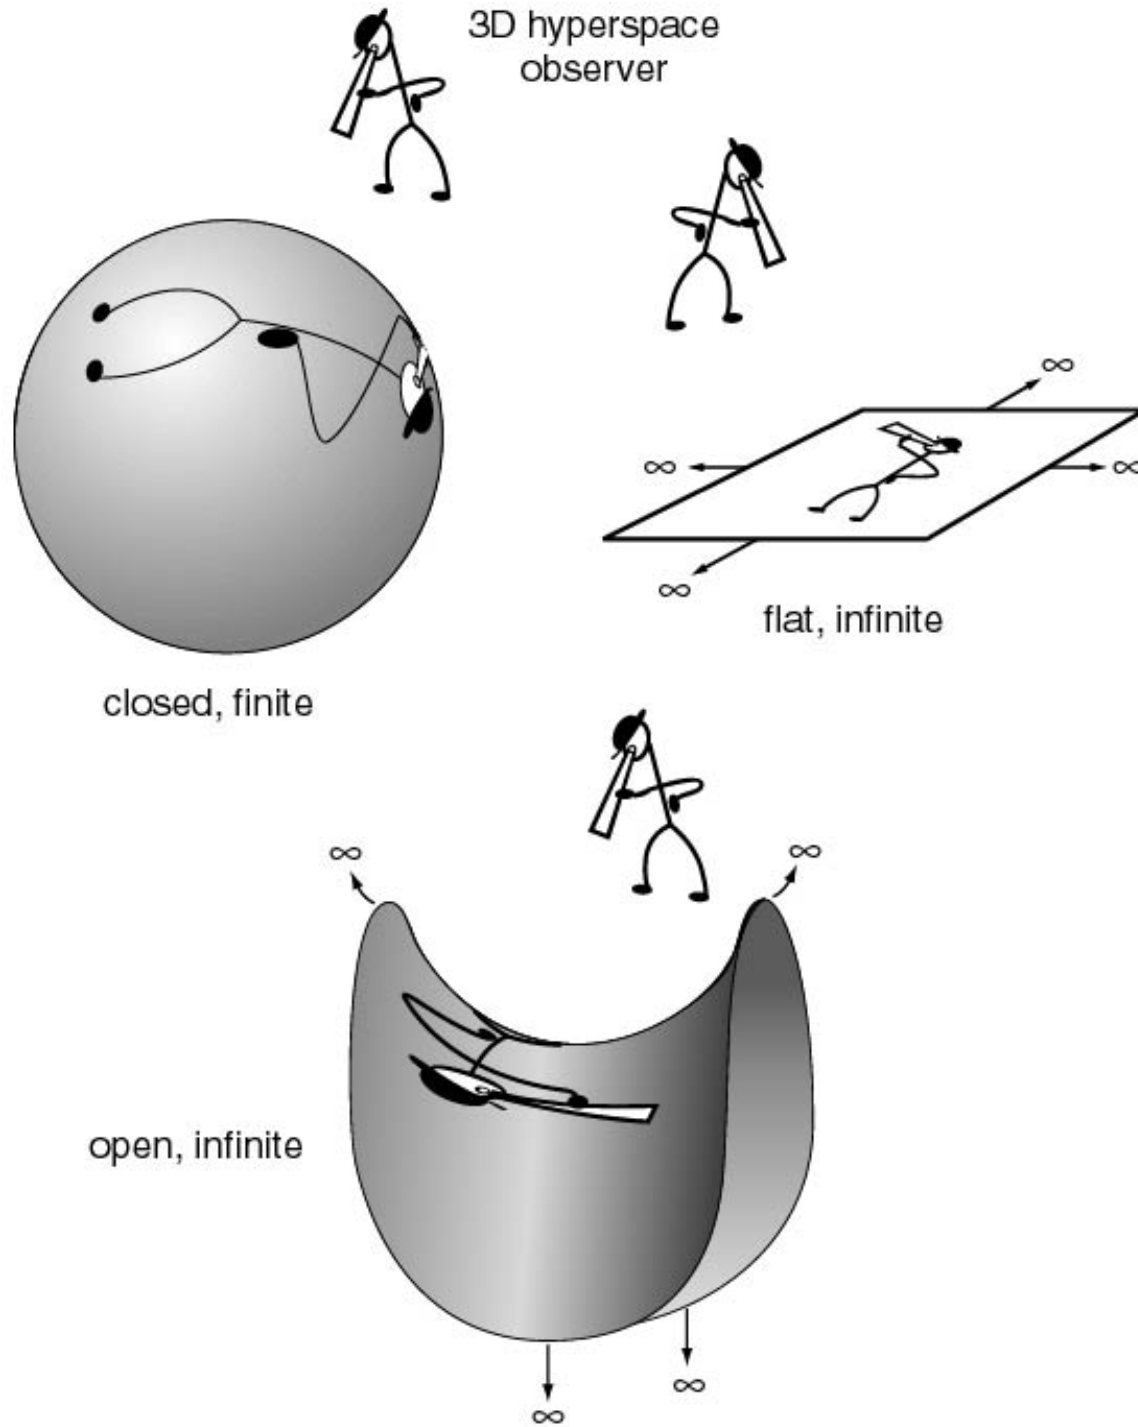 3D hyperspace
observer
∞
∞
∞
∞
flat, infinite
closed, finite
∞
∞
open, infinite
∞
∞